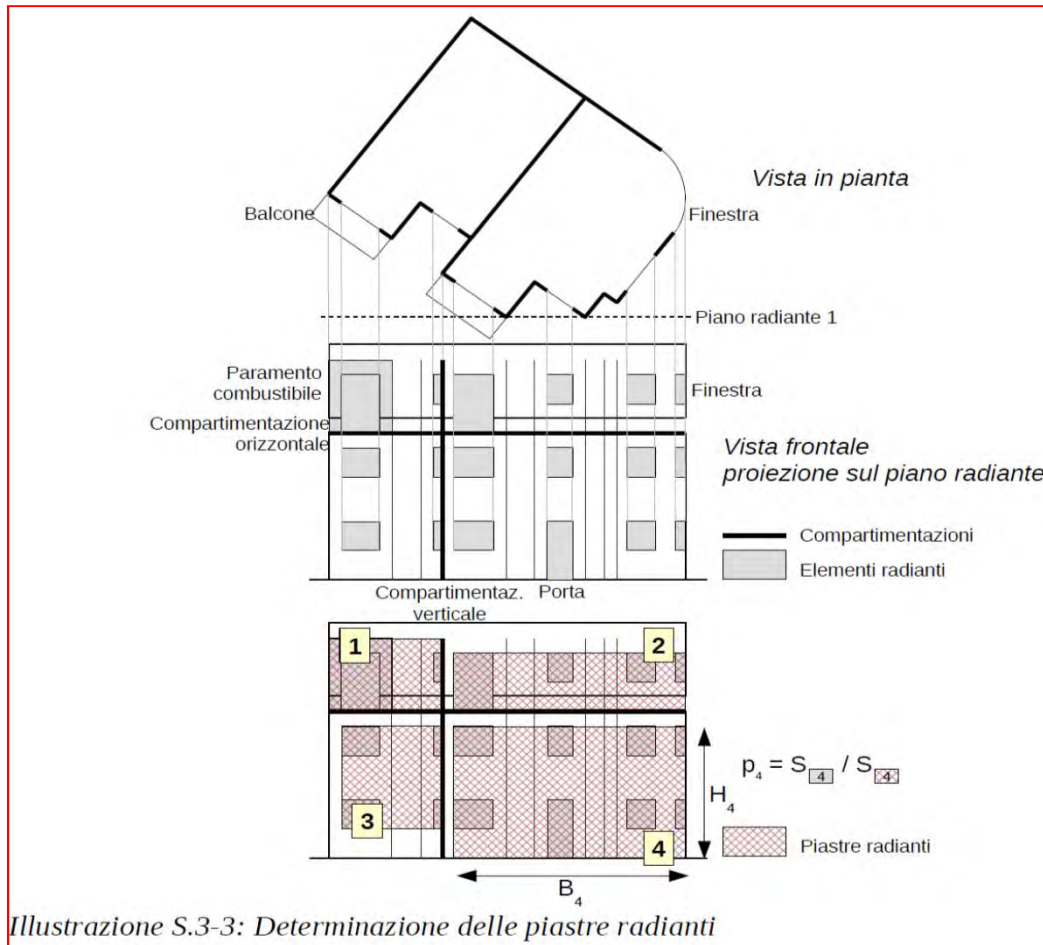 Vista in pianta
Balcone
Finestra
Piano radiante 1
Paramento
combustibile
Finestra
Compartimentazione
orizzontale
Vista frontale
proiezione sul piano radiante
Compartimentazioni
Elementi radianti
Compartimentaz.
verticale
Porta
1
2
p4 = S4 / S4
H4
3
Piastre radianti
4
B4
Illustrazione S.3-3: Determinazione delle piastre radianti